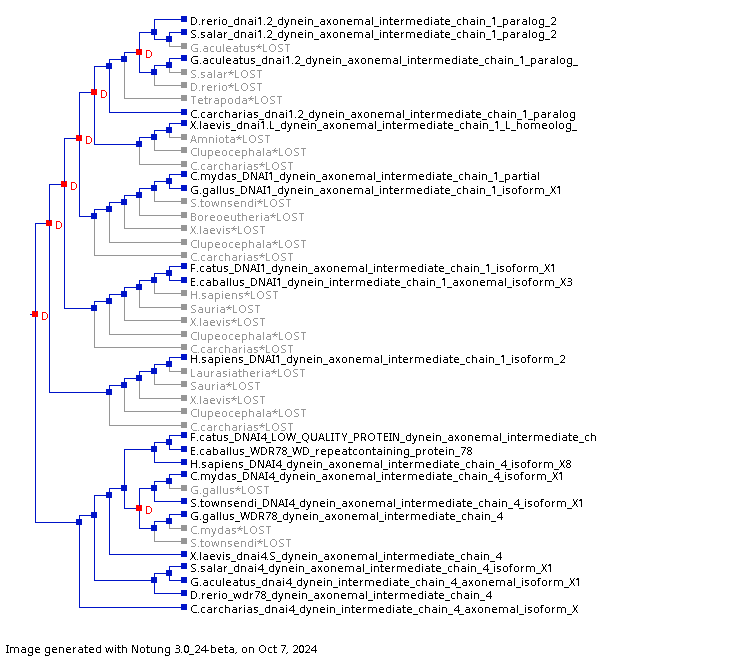 D.rerio_dnai1.2_dynein_axonemal_intermediate_chain_1_paralog_2
S.salar_dnai1.2_dynein_axonemal_intermediate_chain_1_paralog_2
G.aculeatus*LOST
D
G.aculeatus_dnai1.2_dynein_axonemal_intermediate_chain_1_paralog_
S.salar*LOST
D.rerio*LOST
D
Tetrapoda*LOST
C.carcharias_dnai1.2_dynein_axonemal_intermediate_chain_1_paralog
X.laevis_dnai1.L_dynein_axonemal_intermediate_chain_1_L_homeolog_
D
Amniota*LOST
Clupeocephala*LOST
C.carcharias*LOST
C.mydas_DNAI1_dynein_axonemal_intermediate_chain_1_partial
D
G.gallus_DNAI1_dynein_axonemal_intermediate_chain_1_isoform_X1
S.townsendi*LOST
Boreoeutheria*LOST
D
X.laevis*LOST
Clupeocephala*LOST
C.carcharias*LOST
F.catus_DNAI1_dynein_axonemal_intermediate_chain_1_isoform_X1
E.caballus_DNAI1_dynein_intermediate_chain_1_axonemal_isoform_X3
H.sapiens*LOST
Sauria*LOST
D
X.laevis*LOST
Clupeocephala*LOST
C.carcharias*LOST
H.sapiens_DNAI1_dynein_axonemal_intermediate_chain_1_isoform_2
Laurasiatheria*LOST
Sauria*LOST
X.laevis*LOST
Clupeocephala*LOST
C.carcharias*LOST
F.catus_DNAI4_LOW_QUALITY_PROTEIN_dynein_axonemal_intermediate_ch
E.caballus_WDR78_WD_repeatcontaining_protein_78
H.sapiens_DNAI4_dynein_axonemal_intermediate_chain_4_isoform_X8
C.mydas_DNAI4_dynein_axonemal_intermediate_chain_4_isoform_X1
G.gallus*LOST
S.townsendi_DNAI4_dynein_axonemal_intermediate_chain_4_isoform_X1
D
G.gallus_WDR78_dynein_axonemal_intermediate_chain_4
C.mydas*LOST
S.townsendi*LOST
X.laevis_dnai4.S_dynein_axonemal_intermediate_chain_4
S.salar_dnai4_dynein_axonemal_intermediate_chain_4_isoform_X1
G.aculeatus_dnai4_dynein_intermediate_chain_4_axonemal_isoform_X1
D.rerio_wdr78_dynein_axonemal_intermediate_chain_4
C.carcharias_dnai4_dynein_intermediate_chain_4_axonemal_isoform_X
Image generated with Notung 3.0_24-beta, on Oct 7, 2024